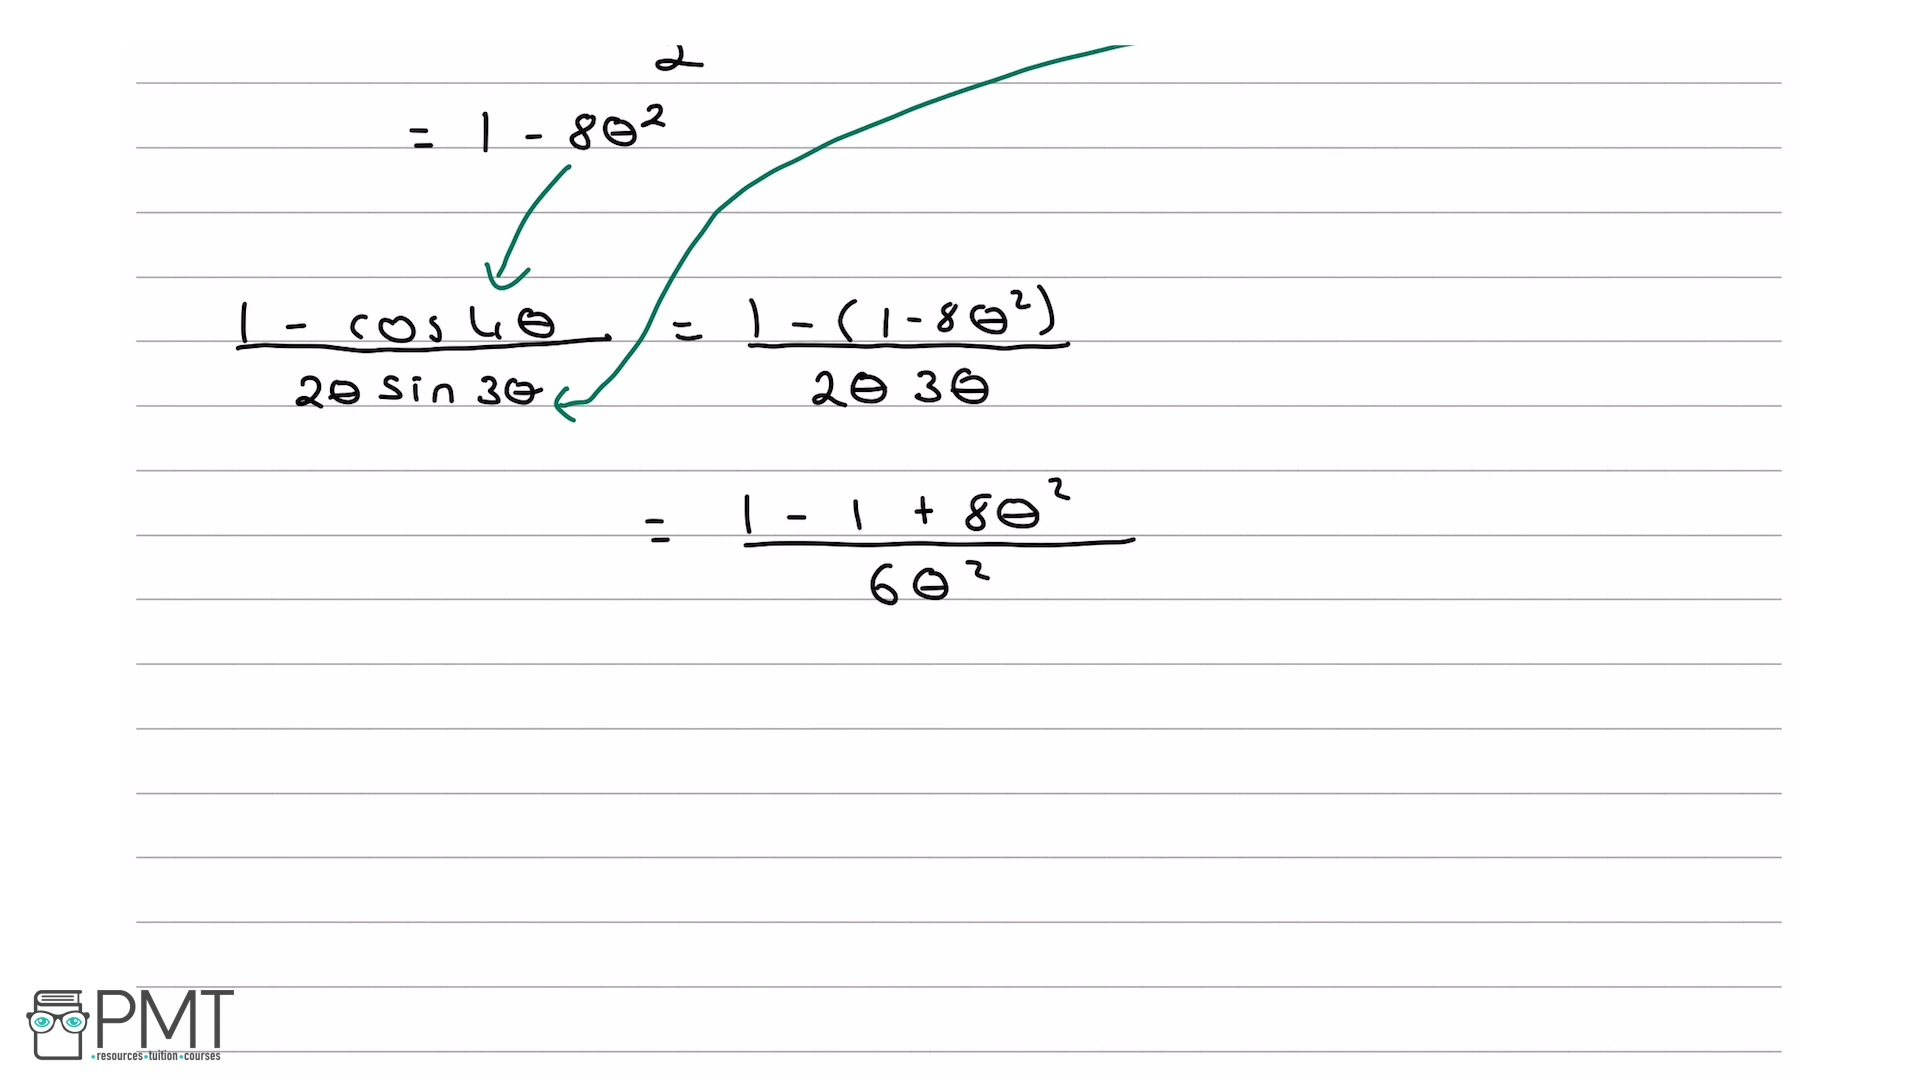 2
= 1 - 8θ²
1 - cos 4θ = 1 - (1 - 8θ²)
2θ sin 3θ 2θ 3θ
= 1 - 1 + 8θ²
6θ²
PMT
•resources•tuition•courses